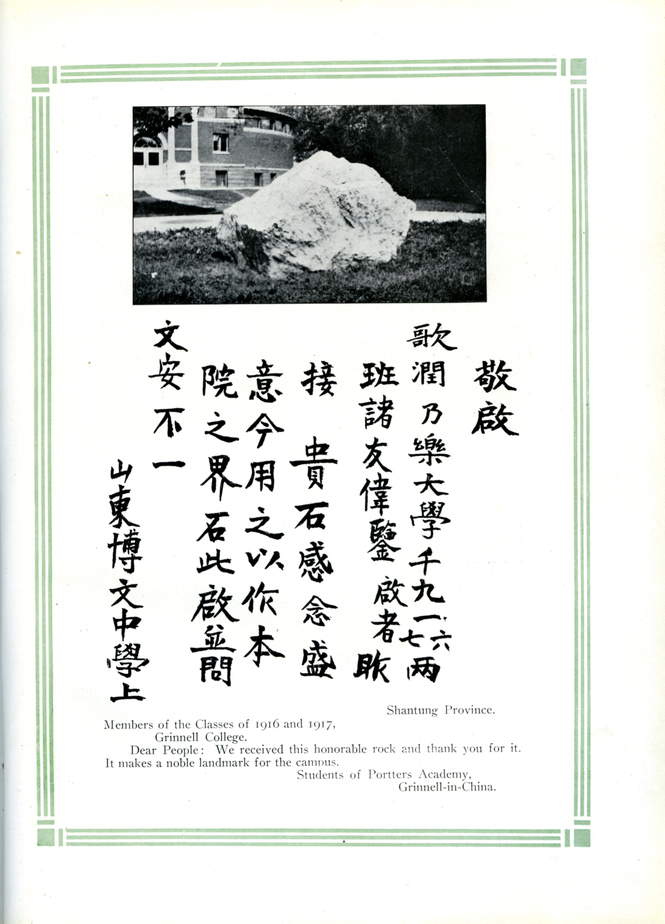 敬啟
歌潤乃樂大學千九一六七兩
班諸友偉鑒 啟者昨
接 貴石感念盛
意今用之以作本
院之界石此啟並問
文安不一
山東博文中學上
Shantung Province.
Members of the Classes of 1916 and 1917,
Grinnell College.
Dear People: We received this honorable rock and thank you for it.
It makes a noble landmark for the campus.
Students of Portters Academy,
Grinnell-in-China.